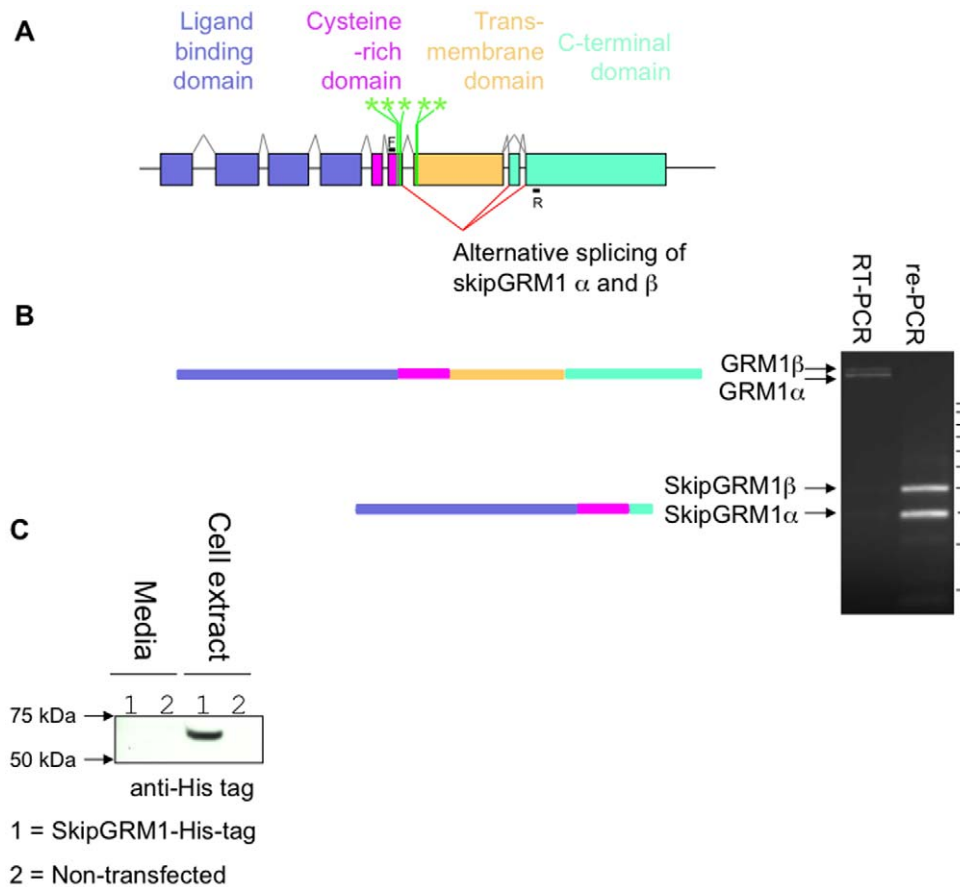 A
Ligand
binding
domain
Cysteine
-rich
domain
Trans-
membrane
domain
C-terminal
domain
*** **
F
R
Alternative splicing of
skipGRM1 α and β
B
RT-PCR
re-PCR
GRM1β
GRM1α
SkipGRM1β
SkipGRM1α
C
Media
Cell extract
1 2 1 2
75 kDa
50 kDa
anti-His tag
1 = SkipGRM1-His-tag
2 = Non-transfected